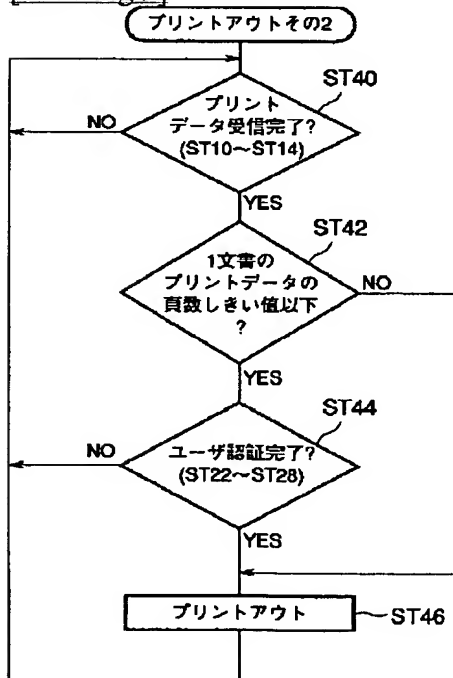 プリントアウトその2
ST40
プリント
データ受信完了?
(ST10～ST14)
NO
YES
ST42
1文書の
プリントデータの
頁数しきい値以下
?
NO
YES
ST44
ユーザ認証完了?
(ST22～ST28)
NO
YES
プリントアウト
ST46